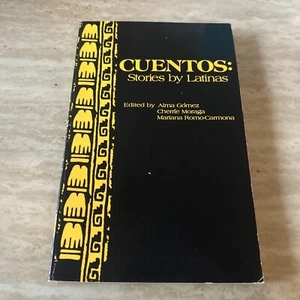 CUENTOS:
Stories by Latinas
Edited by Alma Gómez
Cherríe Moraga
Mariana Romo-Carmona